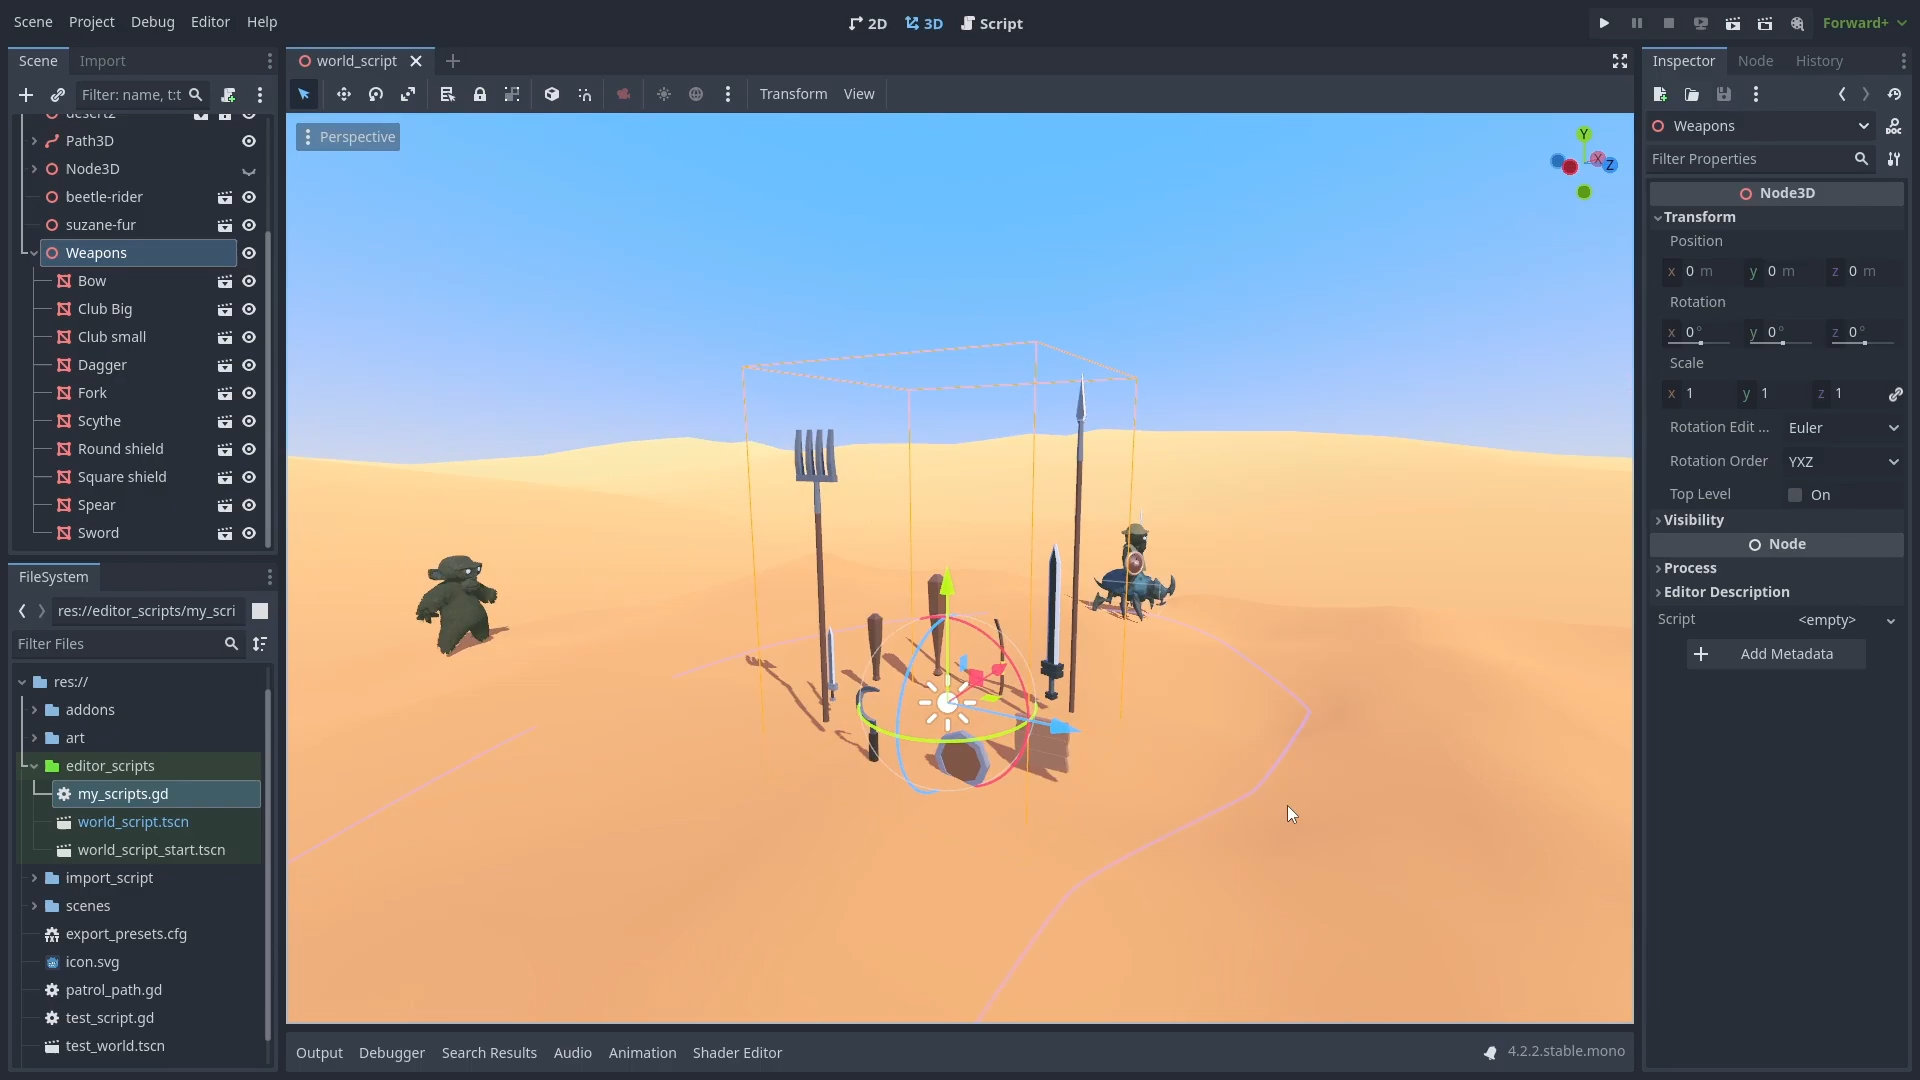 Scene Project Debug Editor Help
2D 3D Script
Forward+
Scene Import
Filter: name, t:t
desert2
Path3D
Node3D
beetle-rider
suzane-fur
Weapons
Bow
Club Big
Club small
Dagger
Fork
Scythe
Round shield
Square shield
Spear
Sword
FileSystem
res://editor_scripts/my_scri
Filter Files
res://
addons
art
editor_scripts
my_scripts.gd
world_script.tscn
world_script_start.tscn
import_script
scenes
export_presets.cfg
icon.svg
patrol_path.gd
test_script.gd
test_world.tscn
world_script
Transform View
Perspective
Y
X
Z
Output Debugger Search Results Audio Animation Shader Editor
4.2.2.stable.mono
Inspector Node History
Weapons
DOC
Filter Properties
Node3D
Transform
Position
x 0 m y 0 m z 0 m
Rotation
x 0° y 0° z 0°
Scale
x 1 y 1 z 1
Rotation Edit ... Euler
Rotation Order YXZ
Top Level On
Visibility
Node
Process
Editor Description
Script <empty>
Add Metadata